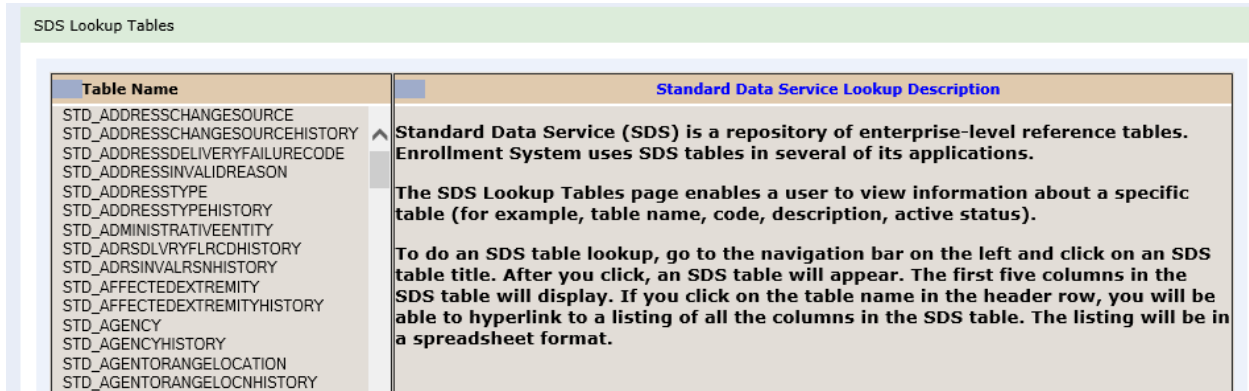 SDS Lookup Tables
Table Name
STD_ADDRESSCHANGESOURCE
STD_ADDRESSCHANGESOURCEHISTORY
STD_ADDRESSDELIVERYFAILURECODE
STD_ADDRESSINVALIDREASON
STD_ADDRESSTYPE
STD_ADDRESSTYPEHISTORY
STD_ADMINISTRATIVEENTITY
STD_ADRSDLVRYFLRCDHISTORY
STD_ADRSINVALRSNHISTORY
STD_AFFECTEDEXTREMITY
STD_AFFECTEDEXTREMITYHISTORY
STD_AGENCY
STD_AGENCYHISTORY
STD_AGENTORANGELOCATION
STD_AGENTORANGELOCNHISTORY
Standard Data Service Lookup Description
Standard Data Service (SDS) is a repository of enterprise-level reference tables.
Enrollment System uses SDS tables in several of its applications.
The SDS Lookup Tables page enables a user to view information about a specific
table (for example, table name, code, description, active status).
To do an SDS table lookup, go to the navigation bar on the left and click on an SDS
table title. After you click, an SDS table will appear. The first five columns in the
SDS table will display. If you click on the table name in the header row, you will be
able to hyperlink to a listing of all the columns in the SDS table. The listing will be in
a spreadsheet format.